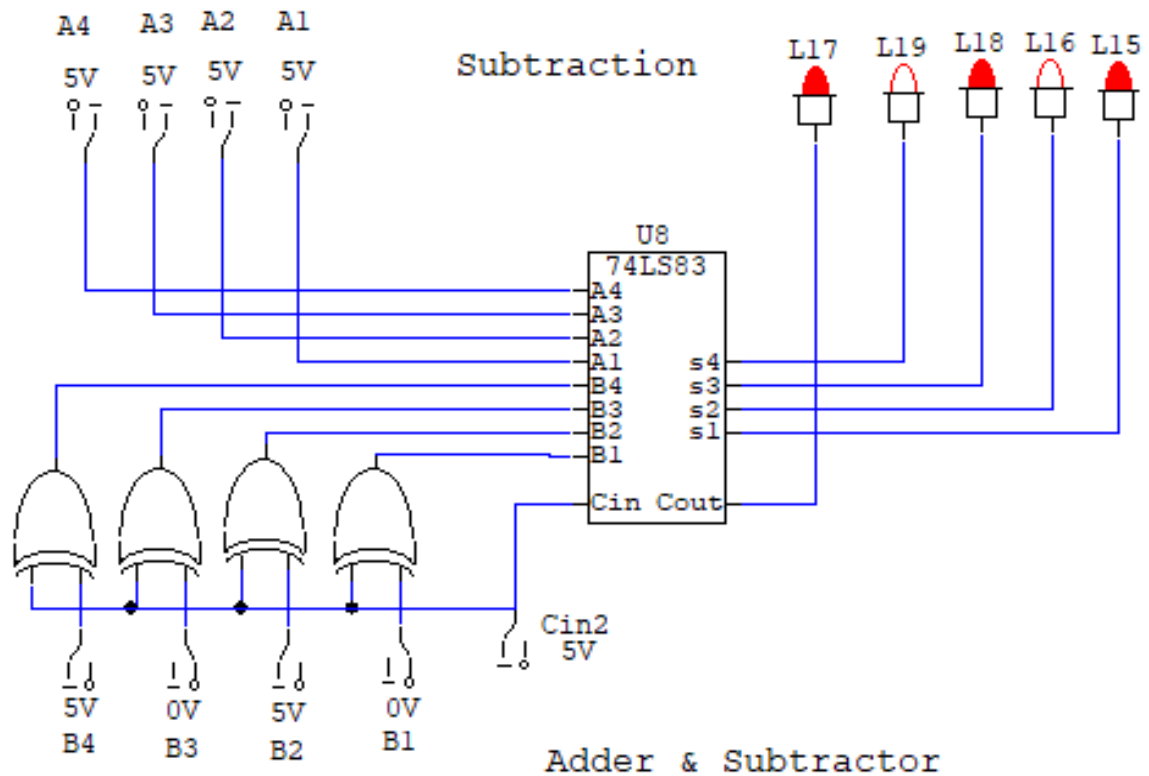 A4 A3 A2 A1
5V 5V 5V 5V
Subtraction
L17 L19 L18 L16 L15
U8
74LS83
A4
A3
A2
A1
B4
B3
B2
B1
s4
s3
s2
s1
Cin Cout
Cin2
5V
5V 0V 5V 0V
B4 B3 B2 B1
Adder & Subtractor